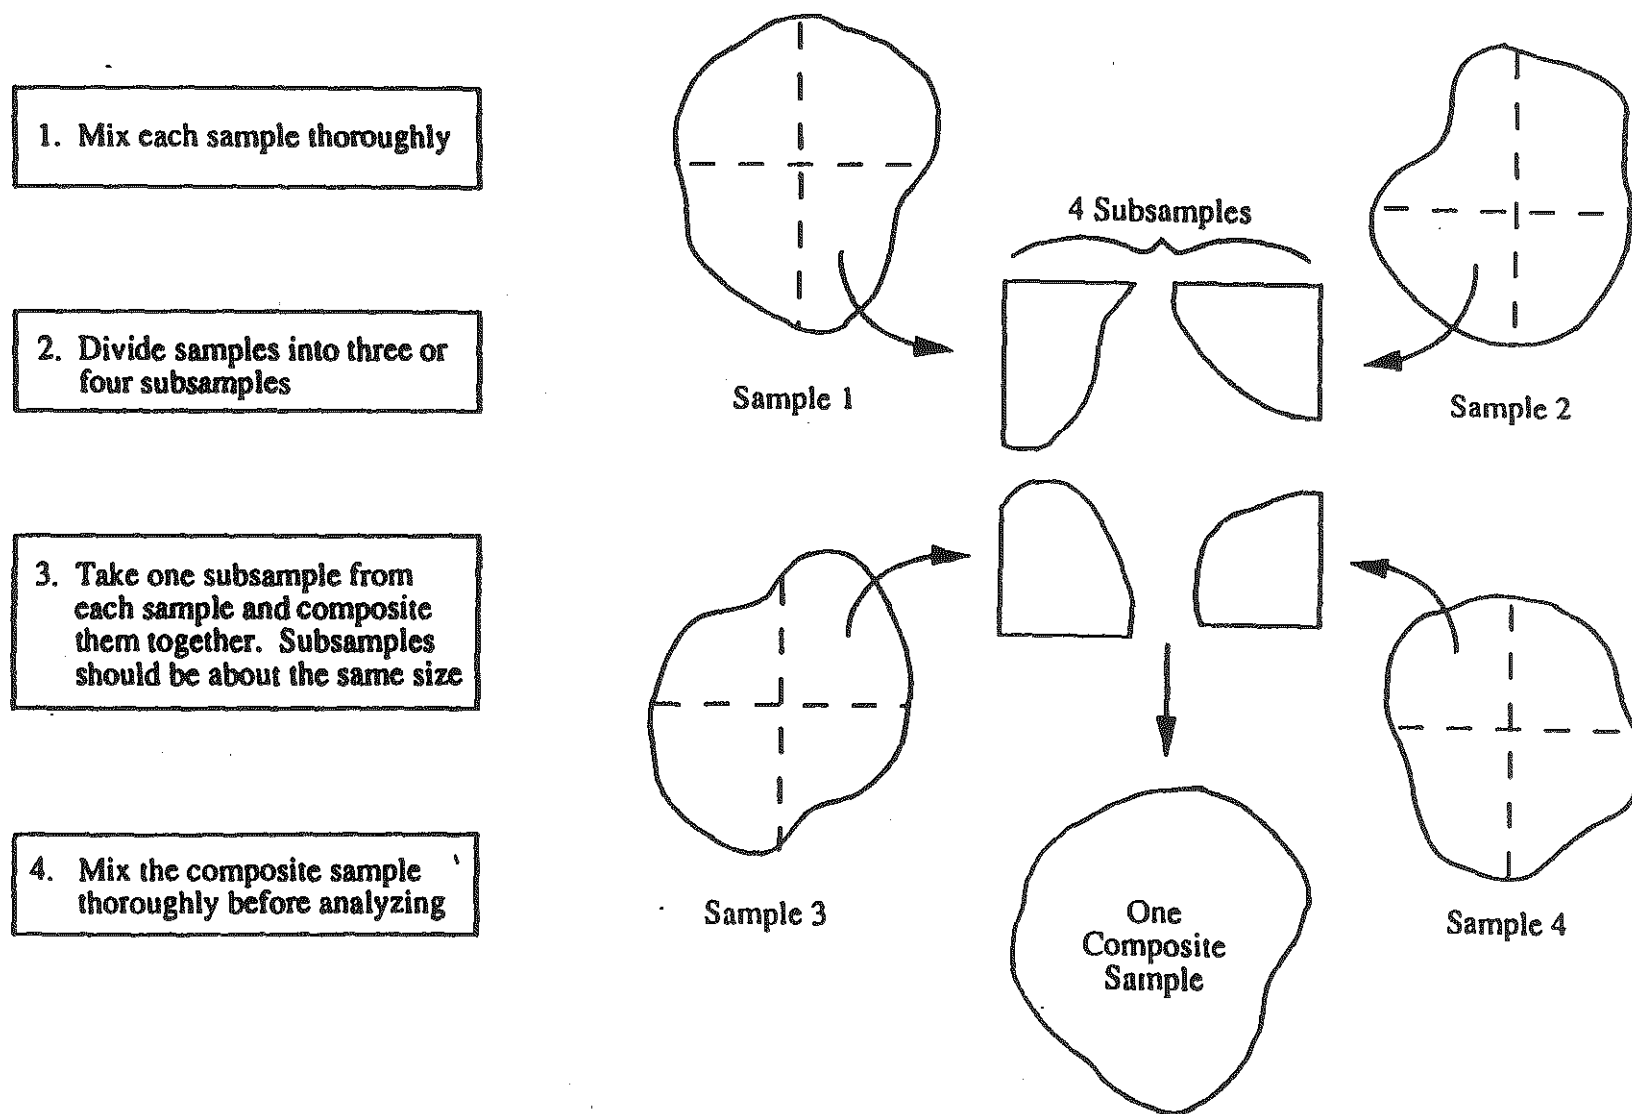 1. Mix each sample thoroughly
2. Divide samples into three or
four subsamples
3. Take one subsample from
each sample and composite
them together. Subsamples
should be about the same size
4. Mix the composite sample
thoroughly before analyzing
4 Subsamples
Sample 1
Sample 2
Sample 3
Sample 4
One
Composite
Sample